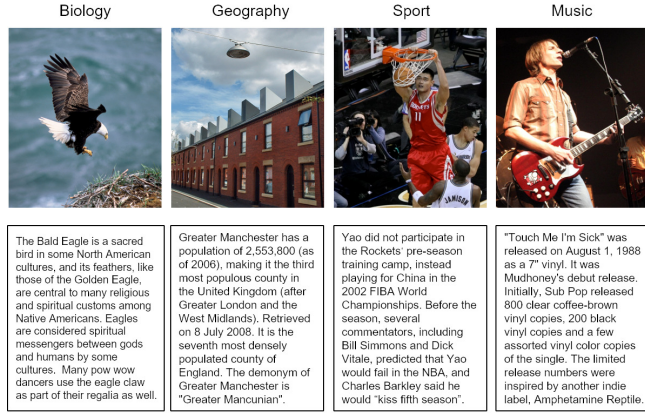 Biology
Geography
Sport
Music
ROCKETS
11
JAMISON
The Bald Eagle is a sacred
bird in some North American
cultures, and its feathers, like
those of the Golden Eagle,
are central to many religious
and spiritual customs among
Native Americans. Eagles
are considered spiritual
messengers between gods
and humans by some
cultures.  Many pow wow
dancers use the eagle claw
as part of their regalia as well.
Greater Manchester has a
population of 2,553,800 (as
of 2006), making it the third
most populous county in
the United Kingdom (after
Greater London and the
West Midlands). Retrieved
on 8 July 2008. It is the
seventh most densely
populated county of
England. The demonym of
Greater Manchester is
"Greater Mancunian".
Yao did not participate in
the Rockets' pre-season
training camp, instead
playing for China in the
2002 FIBA World
Championships. Before the
season, several
commentators, including
Bill Simmons and Dick
Vitale, predicted that Yao
would fail in the NBA, and
Charles Barkley said he
would “kiss fifth season”.
"Touch Me I'm Sick" was
released on August 1, 1988
as a 7" vinyl. It was
Mudhoney's debut release.
Initially, Sub Pop released
800 clear coffee-brown
vinyl copies, 200 black
vinyl copies and a few
assorted vinyl color copies
of the single. The limited
release numbers were
inspired by another indie
label, Amphetamine Reptile.